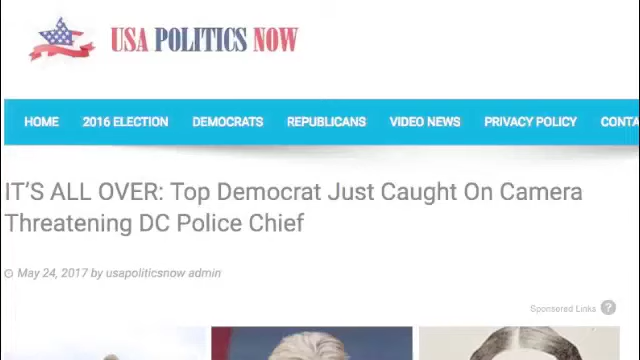 USA POLITICS NOW
HOME 2016 ELECTION DEMOCRATS REPUBLICANS VIDEO NEWS PRIVACY POLICY CONTA
IT'S ALL OVER: Top Democrat Just Caught On Camera
Threatening DC Police Chief
May 24, 2017 by usapoliticsnow admin
Sponsored Links ?